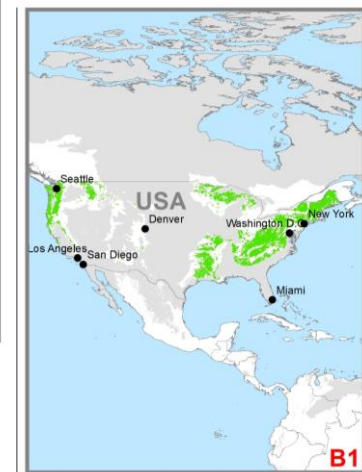 Seattle
USA
Denver
New York
Washington D.C
Los Angeles
San Diego
Miami
B1